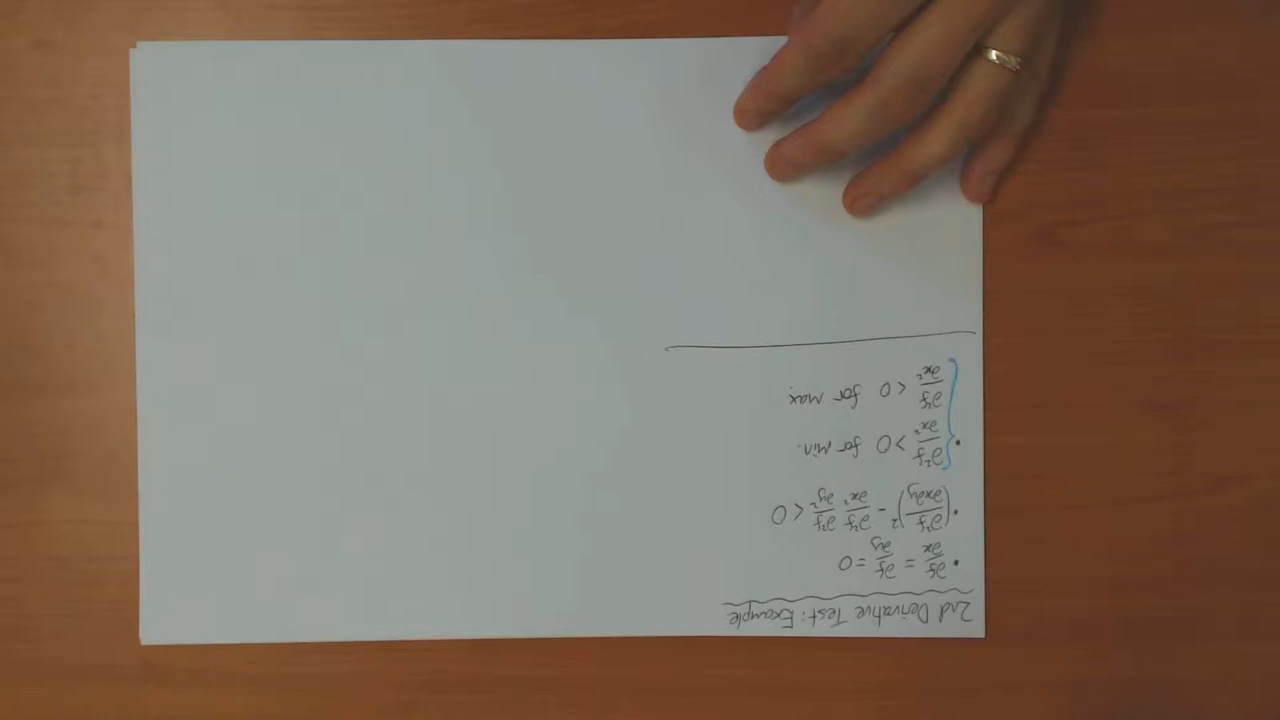 2nd Derivative Test: Example
• ∂f/∂x = ∂f/∂y = 0
• (∂²f/∂x∂y)² - ∂²f/∂x² ∂²f/∂y² < 0
• { ∂²f/∂x² > 0 for min.
∂²f/∂x² < 0 for max.